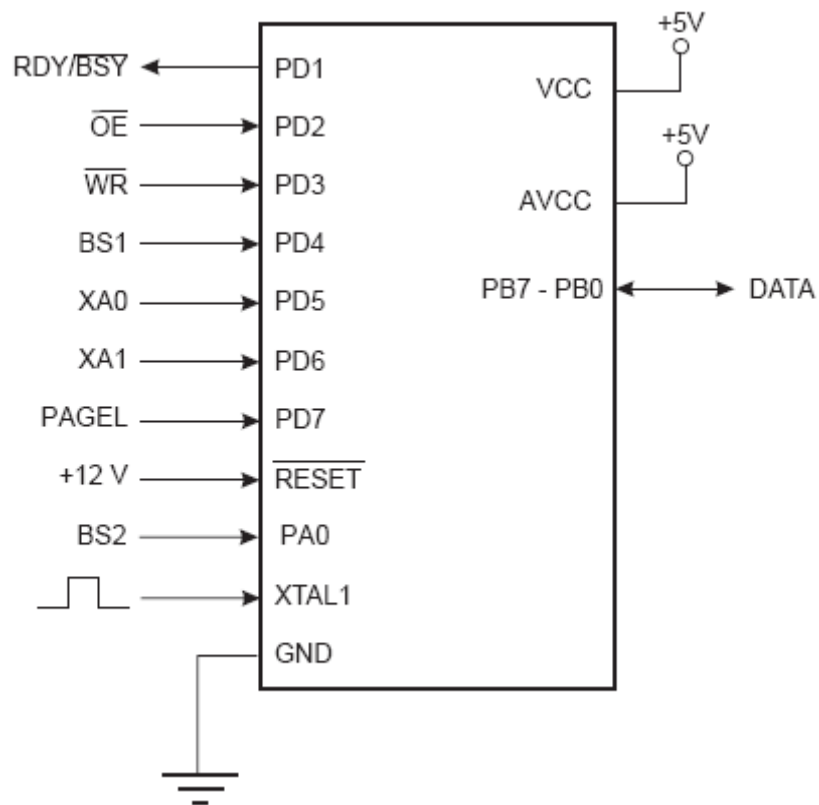 RDY/BSY PD1
OE PD2
WR PD3
BS1 PD4
XA0 PD5
XA1 PD6
PAGEL PD7
+12 V RESET
BS2 PA0
XTAL1
GND
+5V
VCC
+5V
AVCC
PB7 - PB0 DATA